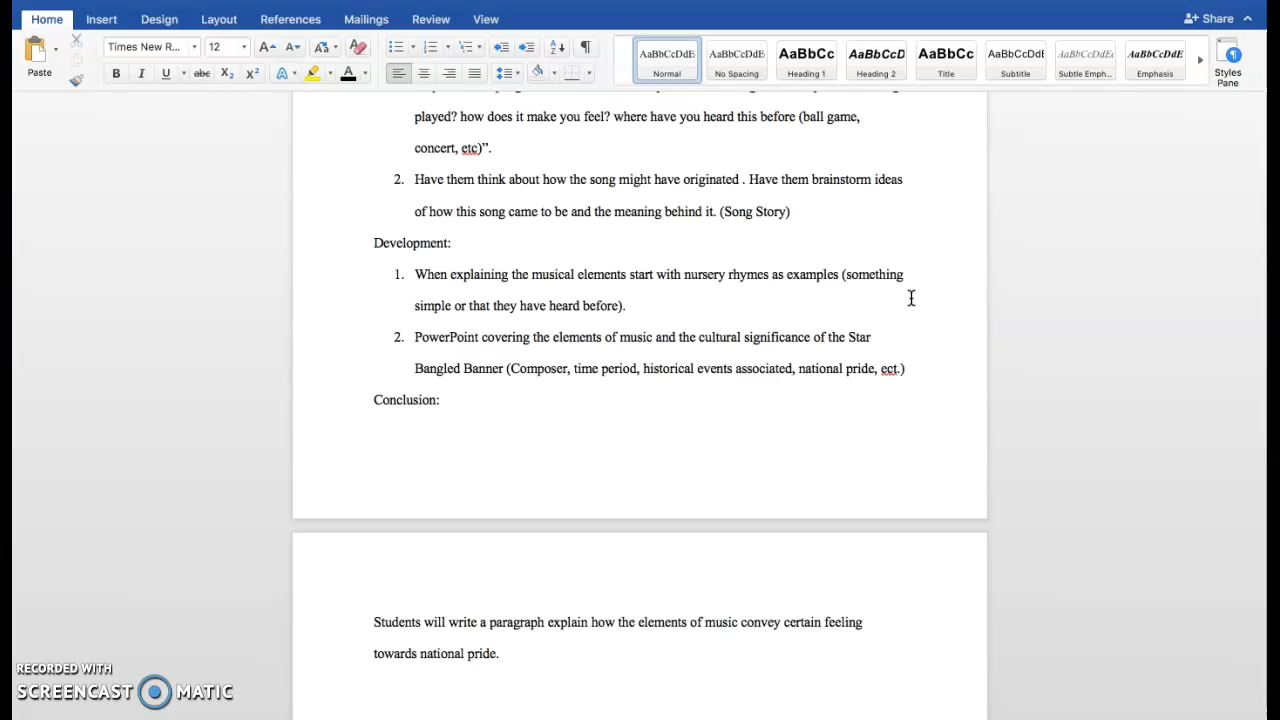 Home Insert Design Layout References Mailings Review View Share
Paste Times New R... 12
AaBbCcDdE AaBbCcDdE AaBbCc AaBbCcD AaBbCc AaBbCcDdE AaBbCcDdE AaBbCcDdE
Normal No Spacing Heading 1 Heading 2 Title Subtitle Subtle Emph... Emphasis Styles
Pane
played? how does it make you feel? where have you heard this before (ball game,
concert, etc)”.
2. Have them think about how the song might have originated . Have them brainstorm ideas
of how this song came to be and the meaning behind it. (Song Story)
Development:
1. When explaining the musical elements start with nursery rhymes as examples (something
simple or that they have heard before).
2. PowerPoint covering the elements of music and the cultural significance of the Star
Bangled Banner (Composer, time period, historical events associated, national pride, ect.)
Conclusion:
Students will write a paragraph explain how the elements of music convey certain feeling
towards national pride.
RECORDED WITH
SCREENCAST MATIC